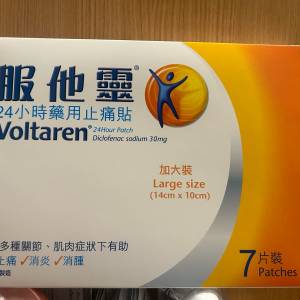 服他靈®
24小時藥用止痛貼
Voltaren®
24Hour Patch
Diclofenac sodium 30mg
加大裝
Large size
(14cm x 10cm)
多種關節、肌肉症狀下有助
止痛 ✓消炎 ✓消腫
7片裝
Patches